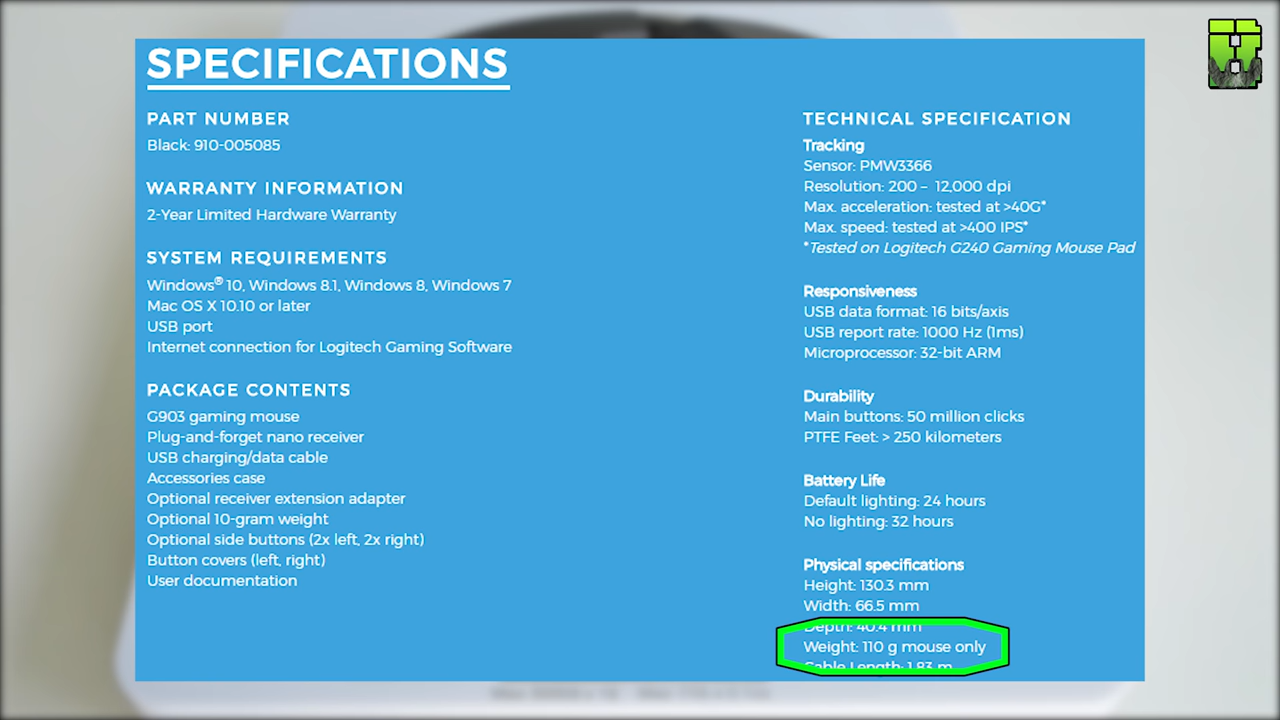 SPECIFICATIONS
PART NUMBER
Black: 910-005085
WARRANTY INFORMATION
2-Year Limited Hardware Warranty
SYSTEM REQUIREMENTS
Windows® 10, Windows 8.1, Windows 8, Windows 7
Mac OS X 10.10 or later
USB port
Internet connection for Logitech Gaming Software
PACKAGE CONTENTS
G903 gaming mouse
Plug-and-forget nano receiver
USB charging/data cable
Accessories case
Optional receiver extension adapter
Optional 10-gram weight
Optional side buttons (2x left, 2x right)
Button covers (left, right)
User documentation
TECHNICAL SPECIFICATION
Tracking
Sensor: PMW3366
Resolution: 200 – 12,000 dpi
Max. acceleration: tested at >40G*
Max. speed: tested at >400 IPS*
*Tested on Logitech G240 Gaming Mouse Pad
Responsiveness
USB data format: 16 bits/axis
USB report rate: 1000 Hz (1ms)
Microprocessor: 32-bit ARM
Durability
Main buttons: 50 million clicks
PTFE Feet: > 250 kilometers
Battery Life
Default lighting: 24 hours
No lighting: 32 hours
Physical specifications
Height: 130.3 mm
Width: 66.5 mm
Depth: 40.4 mm
Weight: 110 g mouse only
Cable Length: 1.83 m